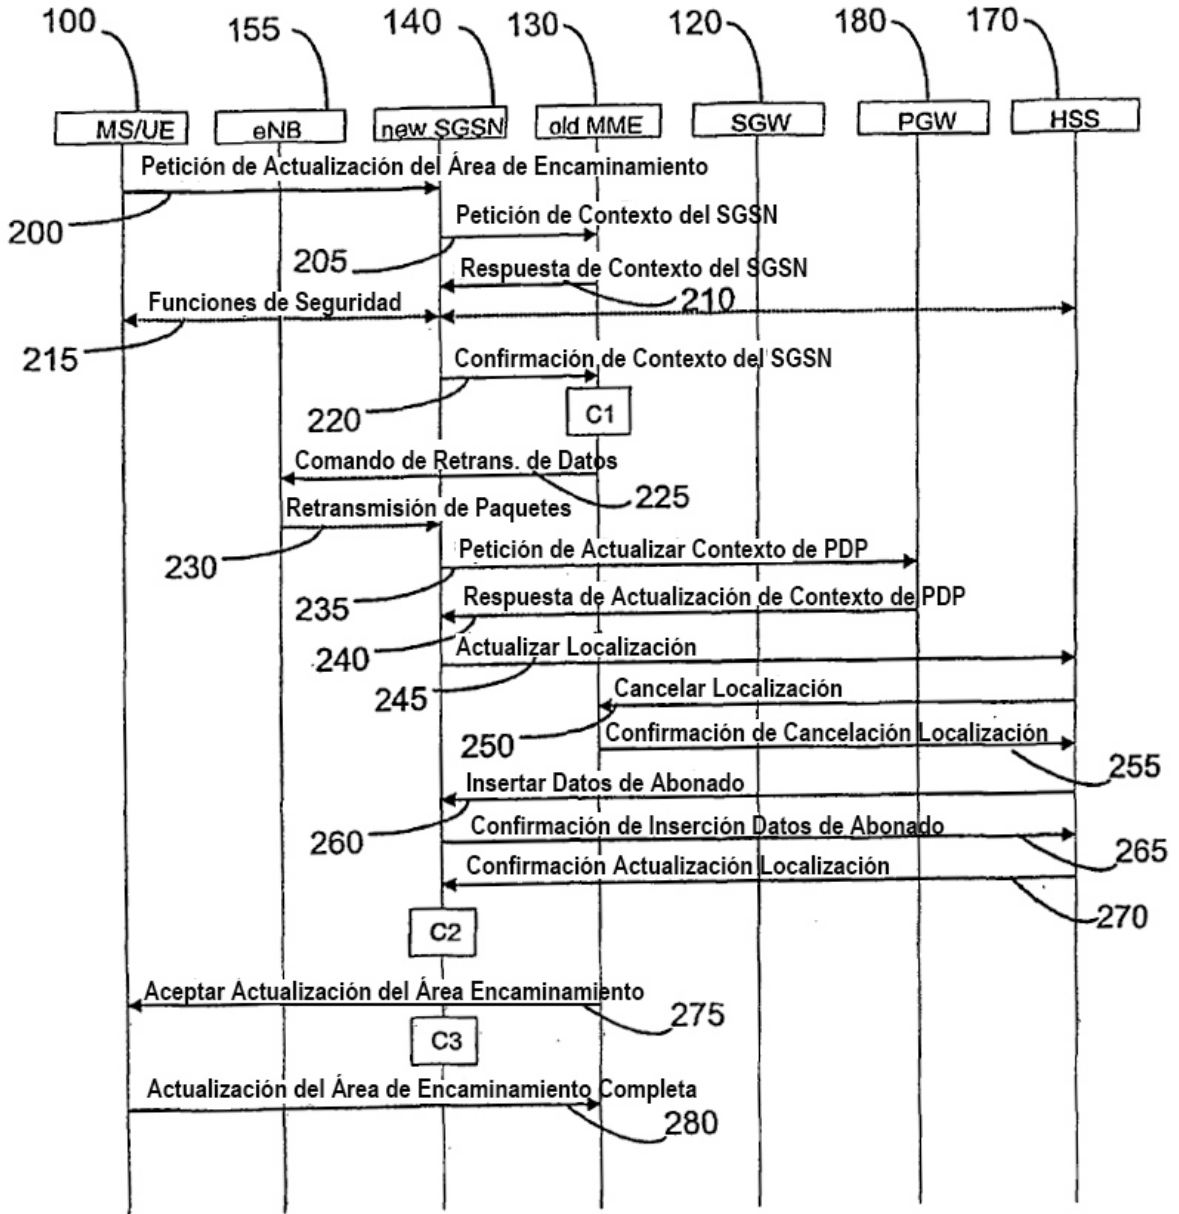 100 155 140 130 120 180 170
MS/UE eNB new SGSN old MME SGW PGW HSS
Petición de Actualización del Área de Encaminamiento
200
Petición de Contexto del SGSN
205
Respuesta de Contexto del SGSN
210
Funciones de Seguridad
215
Confirmación de Contexto del SGSN
220
C1
Comando de Retrans. de Datos
225
Retransmisión de Paquetes
230
Petición de Actualizar Contexto de PDP
235
Respuesta de Actualización de Contexto de PDP
240
Actualizar Localización
245
Cancelar Localización
250
Confirmación de Cancelación Localización
255
Insertar Datos de Abonado
260
Confirmación de Inserción Datos de Abonado
265
Confirmación Actualización Localización
270
C2
Aceptar Actualización del Área Encaminamiento
275
C3
Actualización del Área de Encaminamiento Completa
280